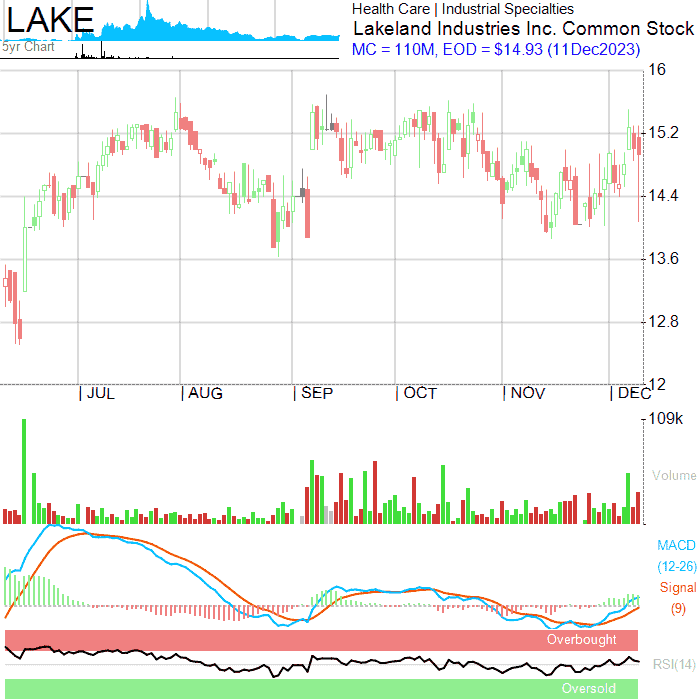 LAKE
5yr Chart
Health Care | Industrial Specialties
Lakeland Industries Inc. Common Stock
MC = 110M, EOD = $14.93 (11Dec2023)
16
15.2
14.4
13.6
12.8
12
JUL
AUG
SEP
OCT
NOV
DEC
109k
Volume
MACD
(12-26)
Signal
(9)
Overbought
RSI(14)
Oversold